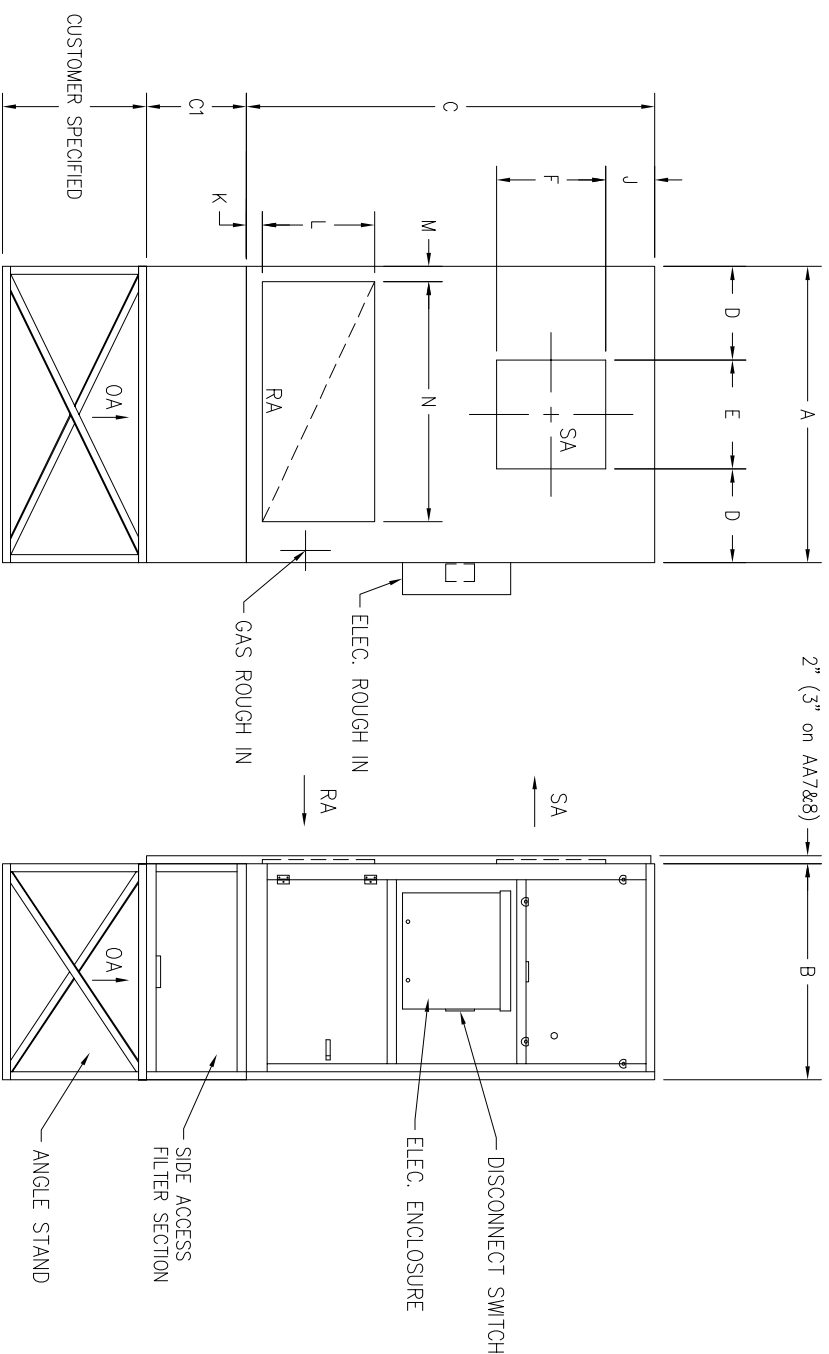 CUSTOMER SPECIFIED
C1
C
K
L
F
J
M
D
A
N
E
D
SA
RA
OA
GAS ROUGH IN
ELEC. ROUGH IN
2" (3" on AA7&8)
B
SA
RA
OA
DISCONNECT SWITCH
ELEC. ENCLOSURE
SIDE ACCESS
FILTER SECTION
ANGLE STAND